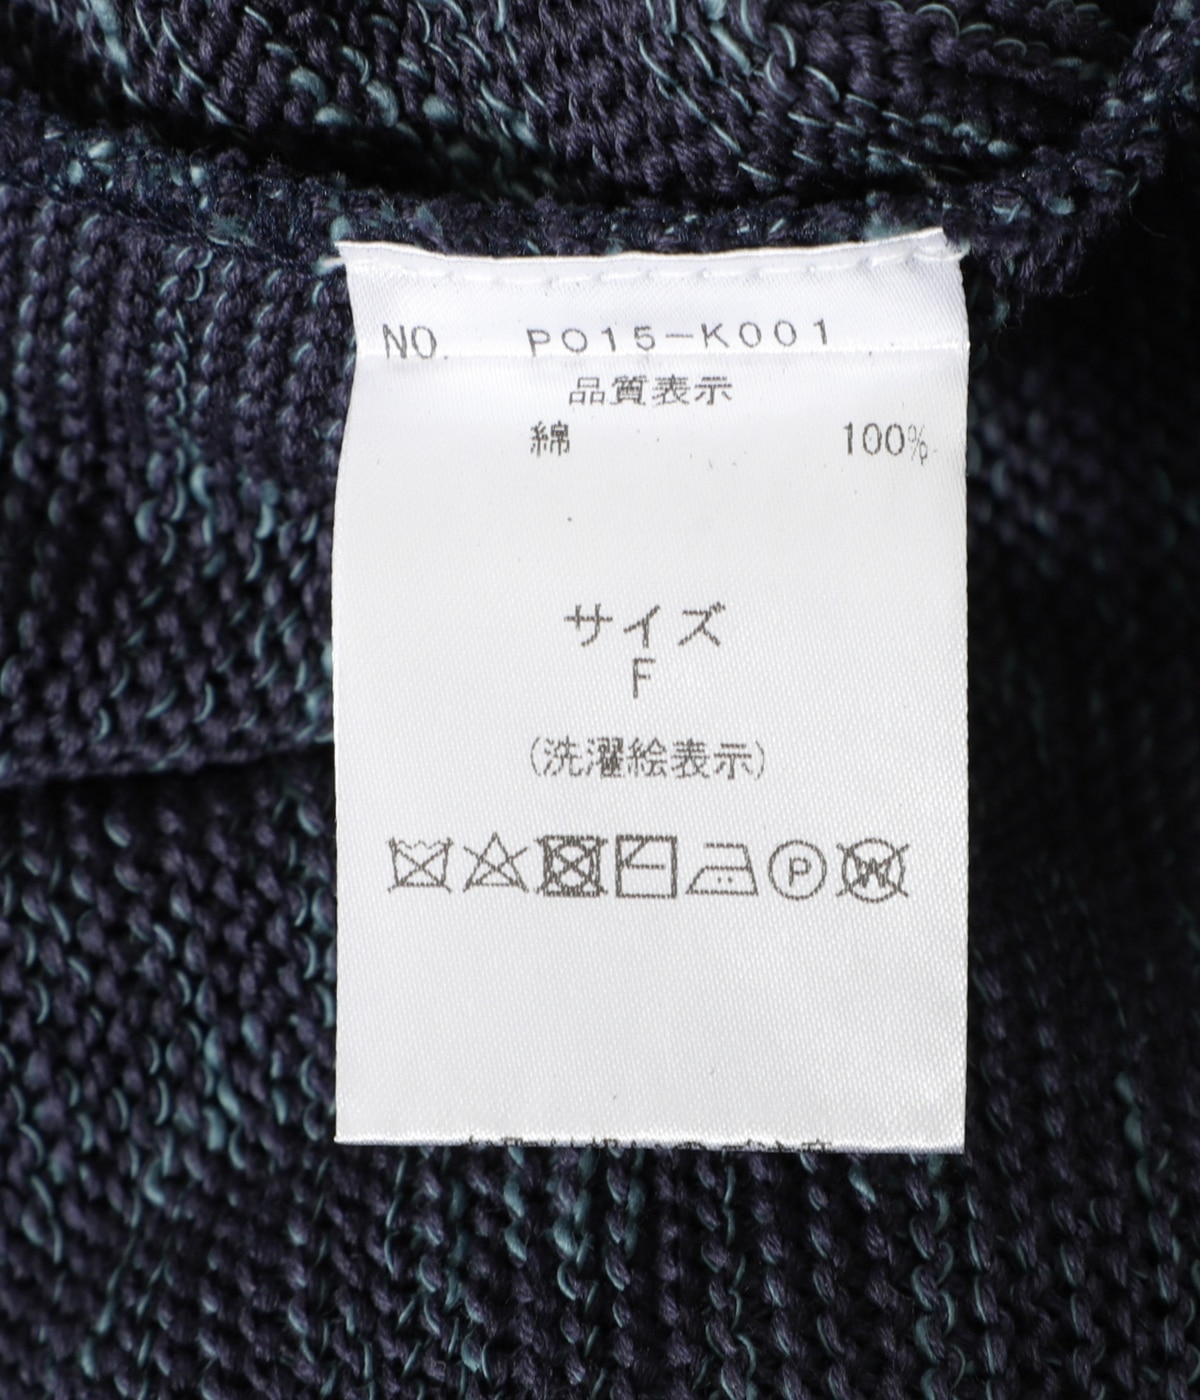 NO. PO15-K001
品質表示
綿 100%
サイズ
F
(洗濯絵表示)
P W